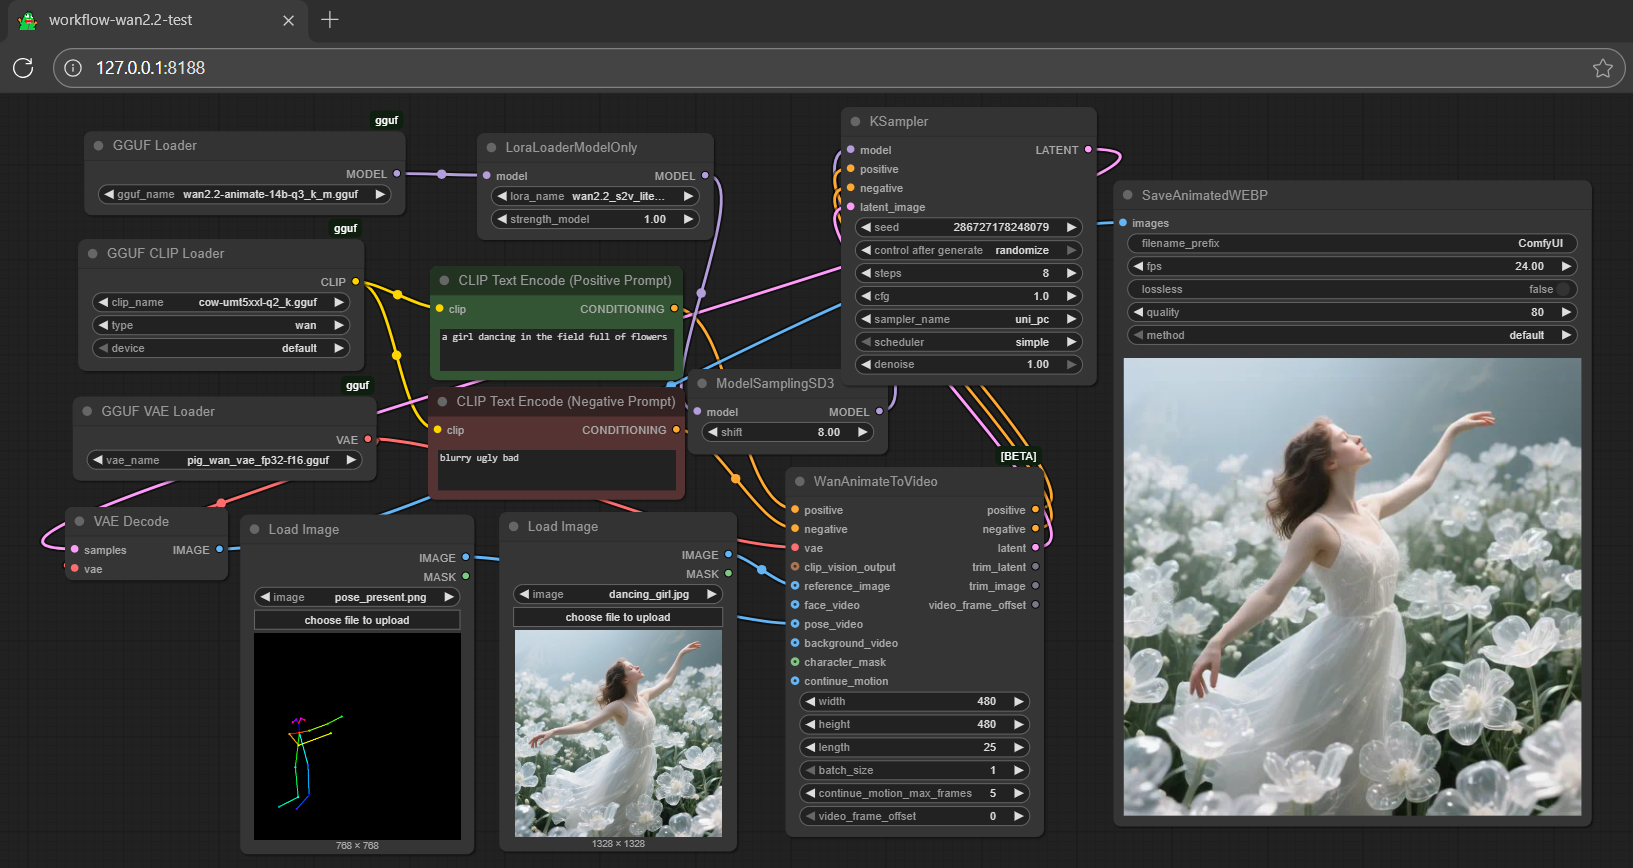 workflow-wan2.2-test
127.0.0.1:8188
gguf
GGUF Loader
MODEL
gguf_name wan2.2-animate-14b-q3_k_m.gguf
LoraLoaderModelOnly
model MODEL
lora_name wan2.2_s2v_lite...
strength_model 1.00
gguf
GGUF CLIP Loader
CLIP
clip_name cow-umt5xxl-q2_k.gguf
type wan
device default
CLIP Text Encode (Positive Prompt)
clip CONDITIONING
a girl dancing in the field full of flowers
gguf
GGUF VAE Loader
VAE
vae_name pig_wan_vae_fp32-f16.gguf
CLIP Text Encode (Negative Prompt)
clip CONDITIONING
blurry ugly bad
ModelSamplingSD3
model MODEL
shift 8.00
KSampler
model LATENT
positive
negative
latent_image
seed 286727178248079
control after generate randomize
steps 8
cfg 1.0
sampler_name uni_pc
scheduler simple
denoise 1.00
VAE Decode
samples IMAGE
vae
Load Image
IMAGE
MASK
image pose_present.png
choose file to upload
768 × 768
Load Image
IMAGE
MASK
image dancing_girl.jpg
choose file to upload
1328 × 1328
[BETA]
WanAnimateToVideo
positive positive
negative negative
vae latent
clip_vision_output trim_latent
reference_image trim_image
face_video video_frame_offset
pose_video
background_video
character_mask
continue_motion
width 480
height 480
length 25
batch_size 1
continue_motion_max_frames 5
video_frame_offset 0
SaveAnimatedWEBP
images
filename_prefix ComfyUI
fps 24.00
lossless false
quality 80
method default